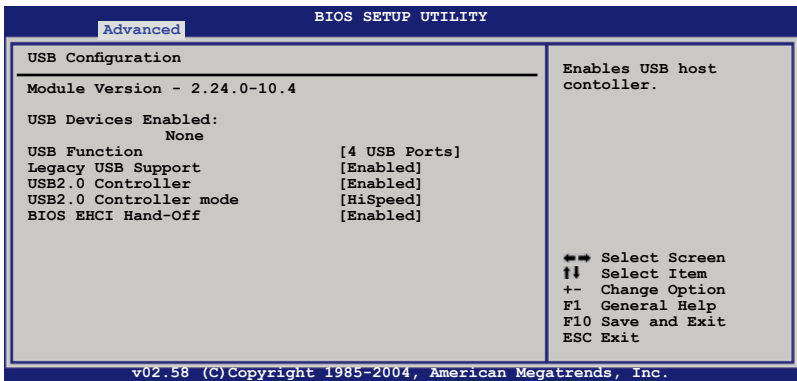 BIOS SETUP UTILITY
Advanced
USB Configuration
Module Version - 2.24.0-10.4
USB Devices Enabled:
None
USB Function [4 USB Ports]
Legacy USB Support [Enabled]
USB2.0 Controller [Enabled]
USB2.0 Controller mode [HiSpeed]
BIOS EHCI Hand-Off [Enabled]
Enables USB host
contoller.
←→ Select Screen
↑↓ Select Item
+- Change Option
F1 General Help
F10 Save and Exit
ESC Exit
v02.58 (C)Copyright 1985-2004, American Megatrends, Inc.